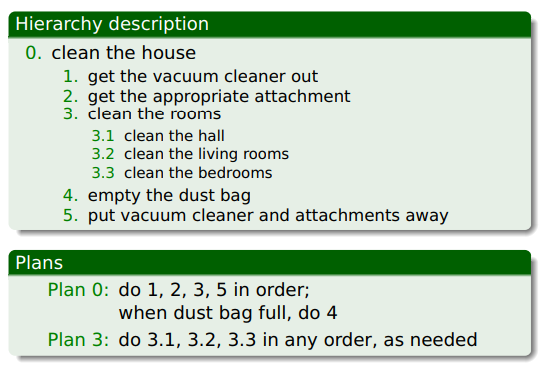 Hierarchy description
0. clean the house
1. get the vacuum cleaner out
2. get the appropriate attachment
3. clean the rooms
3.1 clean the hall
3.2 clean the living rooms
3.3 clean the bedrooms
4. empty the dust bag
5. put vacuum cleaner and attachments away
Plans
Plan 0: do 1, 2, 3, 5 in order;
when dust bag full, do 4
Plan 3: do 3.1, 3.2, 3.3 in any order, as needed